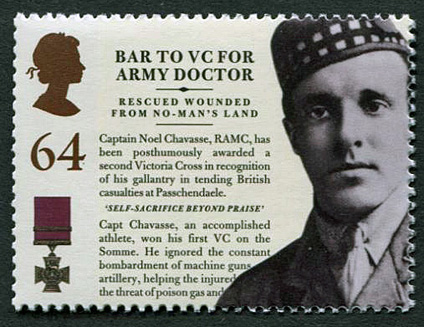 BAR TO VC FOR
ARMY DOCTOR
RESCUED WOUNDED
FROM NO-MAN'S LAND
64
Captain Noel Chavasse, RAMC, has
been posthumously awarded a
second Victoria Cross in recognition
of his gallantry in tending British
casualties at Passchendaele.
'SELF-SACRIFICE BEYOND PRAISE'
Capt Chavasse, an accomplished
athlete, won his first VC on the
Somme. He ignored the constant
bombardment of machine guns,
artillery, helping the injured
the threat of poison gas and